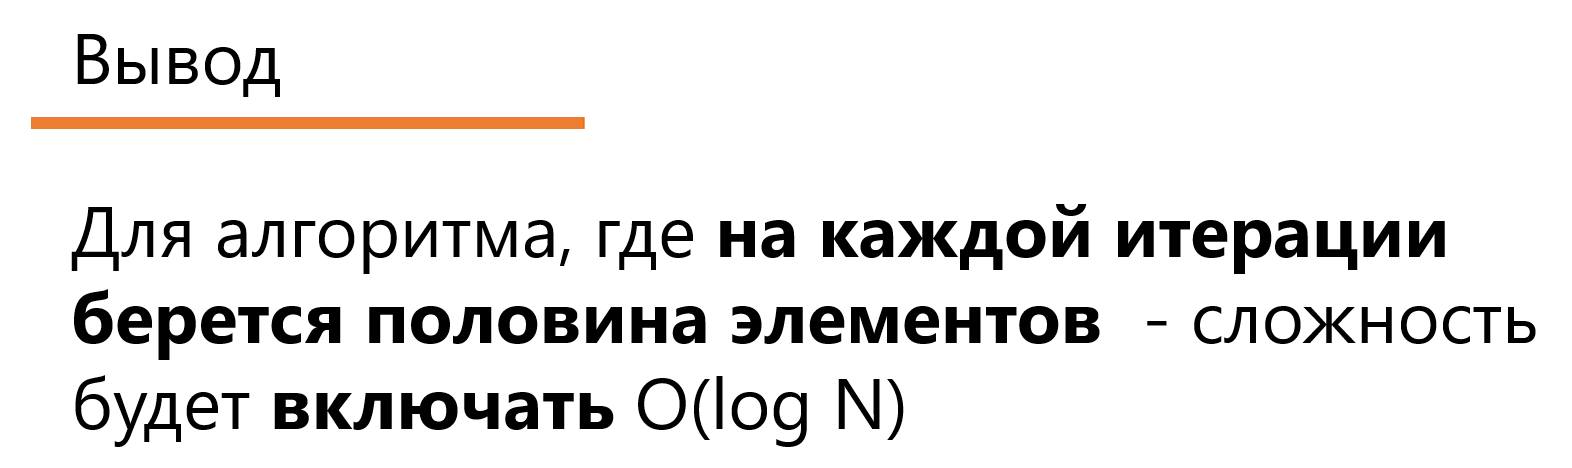 Вывод
Для алгоритма, где на каждой итерации
берется половина элементов - сложность
будет включать O(log N)